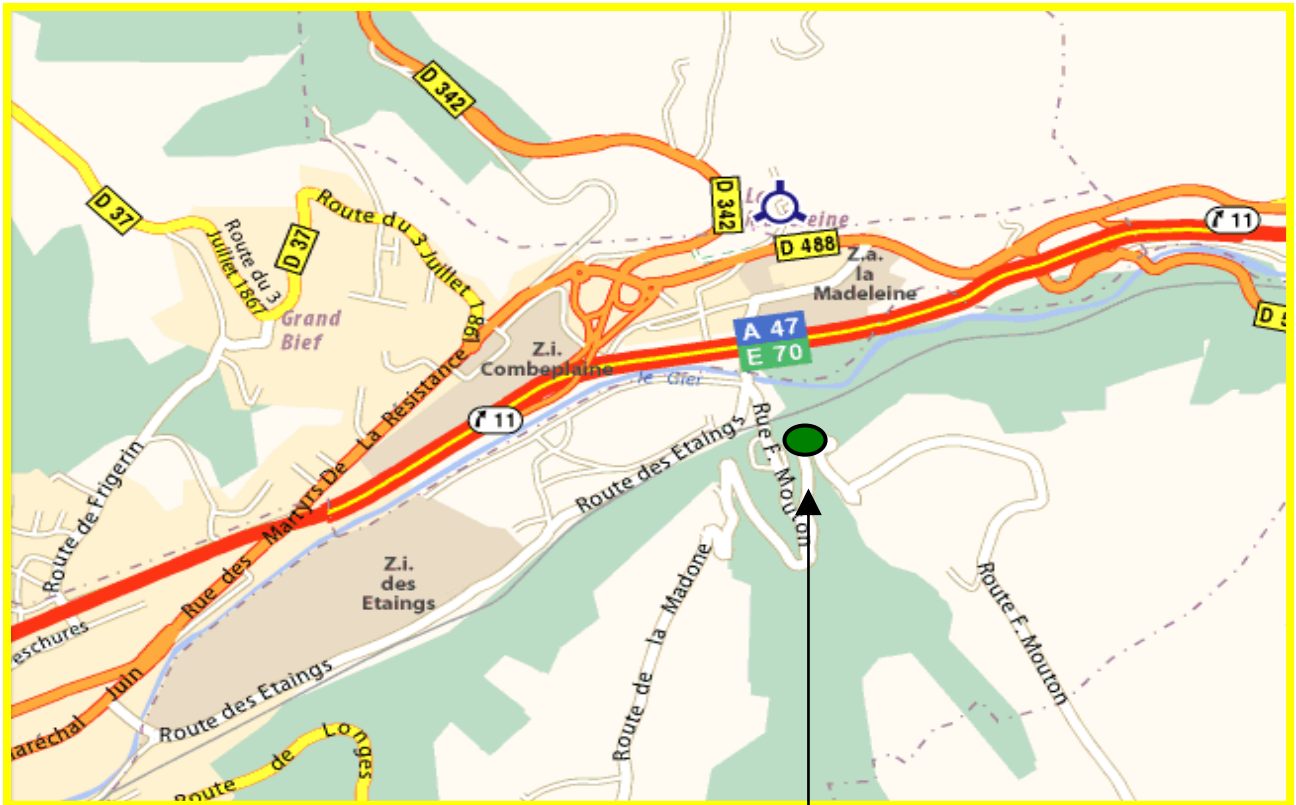 D 342
D 37
Route du 3
Juillet 1867
D 37
Route du 3 Juillet 1867
Grand
Bief
D 342
D 488
Z.a.
la
Madeleine
11
A 47
E 70
Z.i.
Combeplaine
le Gier
11
Rue des Martyrs De La Résistance
Route de Frigerin
Route des Etaings
Rue F. Mouton
Z.i.
des
Etaings
Route de la Madone
Route F. Mouton
Maréchal Juin
Route des Etaings
Route de Longes